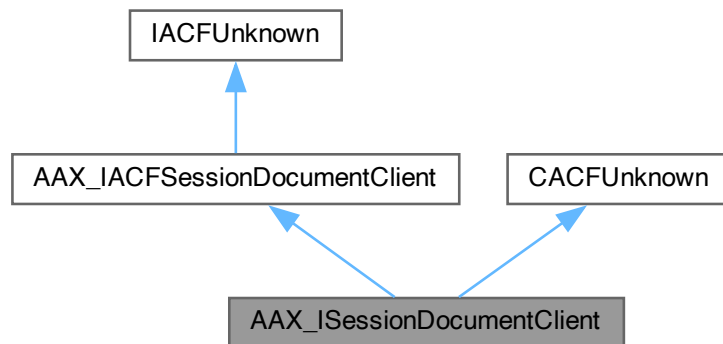 IACFUnknown
AAX_IACFSessionDocumentClient
CACFUnknown
AAX_ISessionDocumentClient